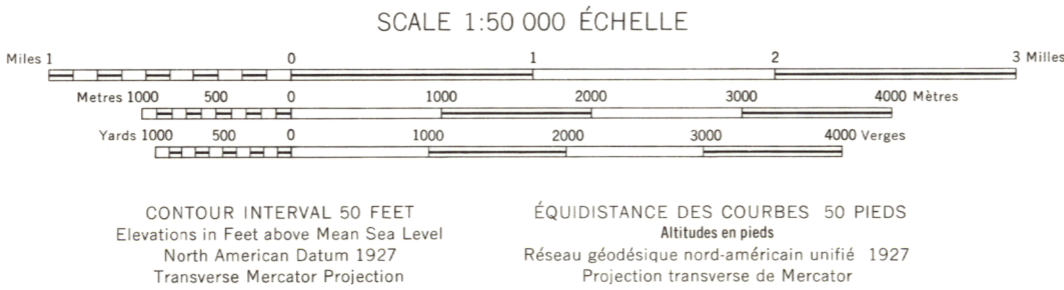 SCALE 1:50 000 ÉCHELLE
Miles 1 0 1 2 3 Milles
Metres 1000 500 0 1000 2000 3000 4000 Mètres
Yards 1000 500 0 1000 2000 3000 4000 Verges
CONTOUR INTERVAL 50 FEET
Elevations in Feet above Mean Sea Level
North American Datum 1927
Transverse Mercator Projection
ÉQUIDISTANCE DES COURBES 50 PIEDS
Altitudes en pieds
Réseau géodésique nord-américain unifié 1927
Projection transverse de Mercator